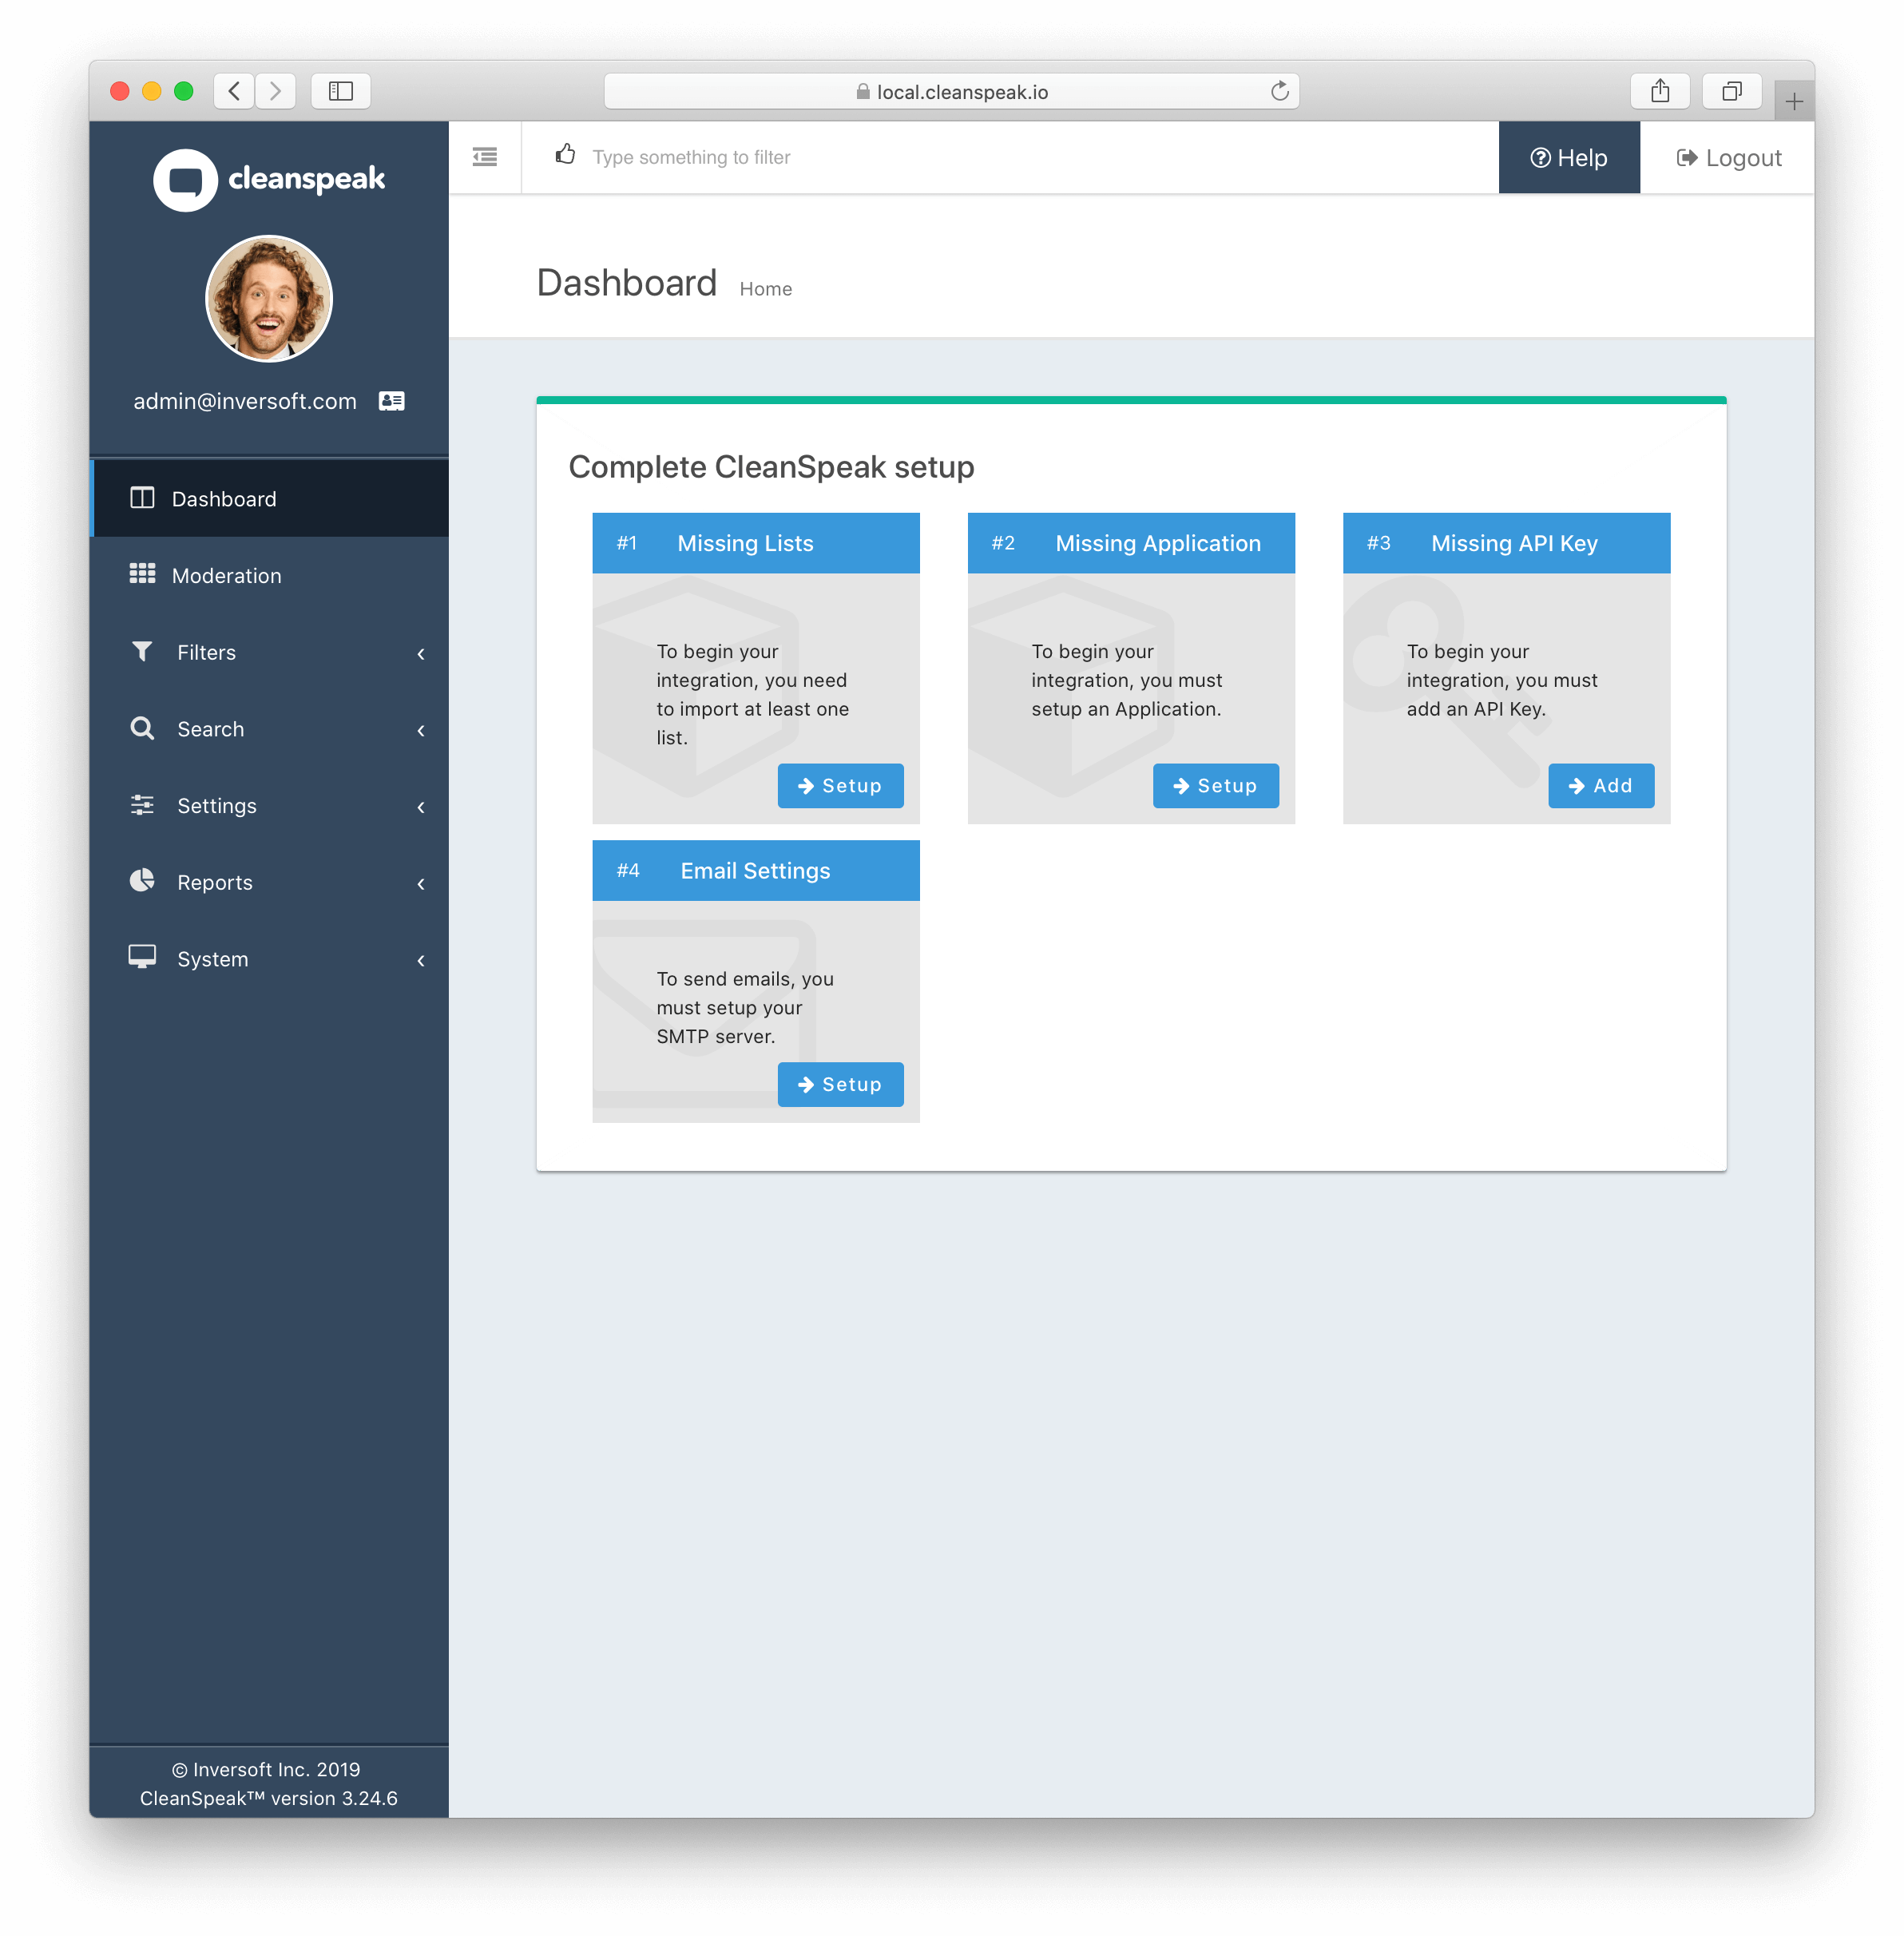 local.cleanspeak.io
cleanspeak
Type something to filter
Help
Logout
admin@inversoft.com
Dashboard Home
Dashboard
Moderation
Filters
Search
Settings
Reports
System
Complete CleanSpeak setup
#1 Missing Lists
To begin your
integration, you need
to import at least one
list.
Setup
#2 Missing Application
To begin your
integration, you must
setup an Application.
Setup
#3 Missing API Key
To begin your
integration, you must
add an API Key.
Add
#4 Email Settings
To send emails, you
must setup your
SMTP server.
Setup
© Inversoft Inc. 2019
CleanSpeak™ version 3.24.6